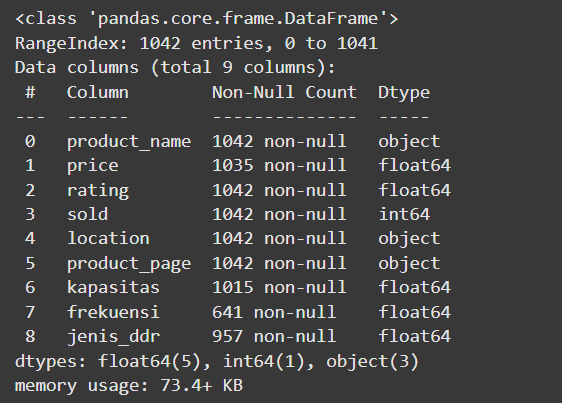 <class 'pandas.core.frame.DataFrame'>
RangeIndex: 1042 entries, 0 to 1041
Data columns (total 9 columns):
 #   Column        Non-Null Count  Dtype
---  ------        --------------  -----
 0   product_name  1042 non-null   object
 1   price         1035 non-null   float64
 2   rating        1042 non-null   float64
 3   sold          1042 non-null   int64
 4   location      1042 non-null   object
 5   product_page  1042 non-null   object
 6   kapasitas     1015 non-null   float64
 7   frekuensi     641 non-null    float64
 8   jenis_ddr     957 non-null    float64
dtypes: float64(5), int64(1), object(3)
memory usage: 73.4+ KB